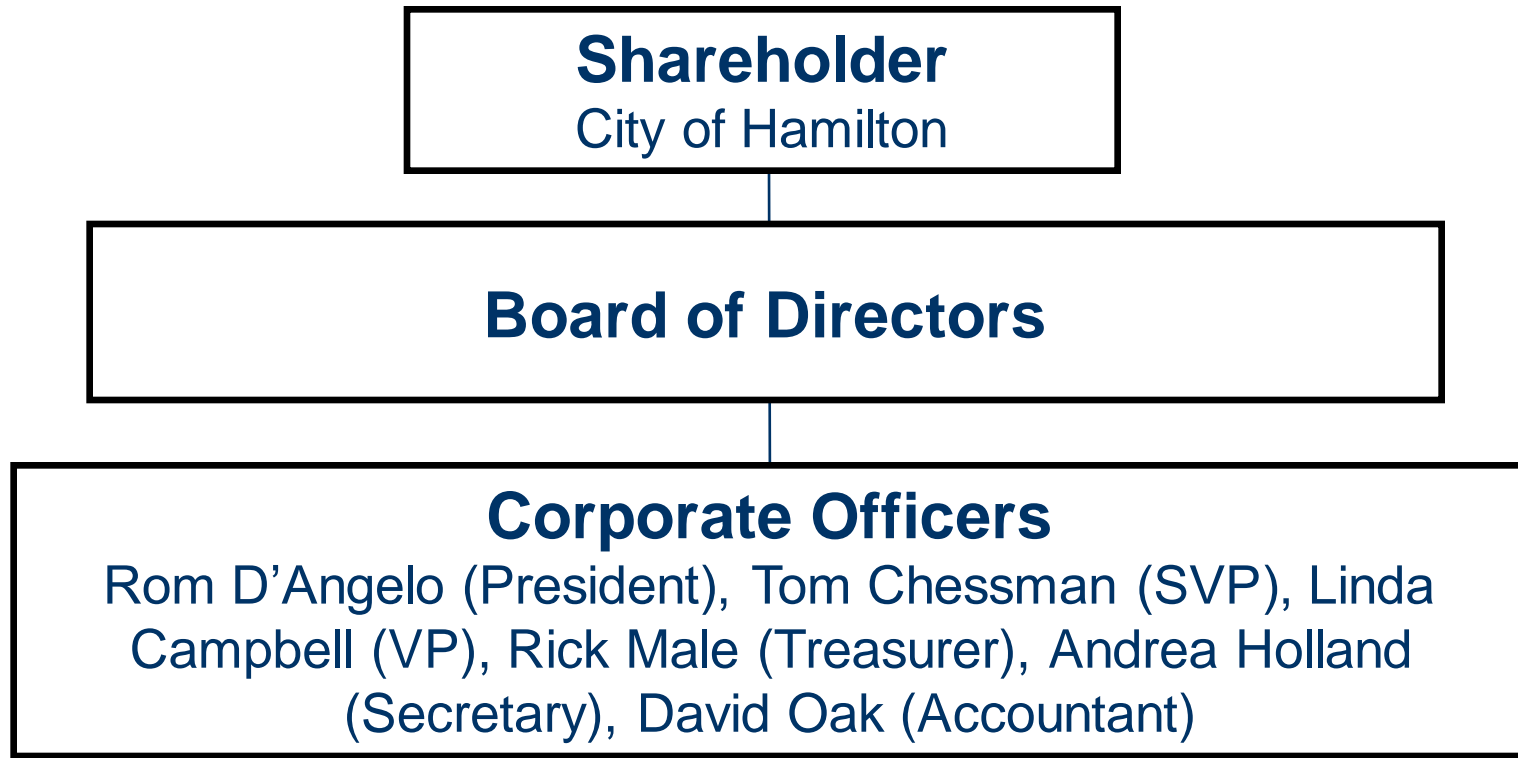 Shareholder
City of Hamilton
Board of Directors
Corporate Officers
Rom D’Angelo (President), Tom Chessman (SVP), Linda
Campbell (VP), Rick Male (Treasurer), Andrea Holland
(Secretary), David Oak (Accountant)